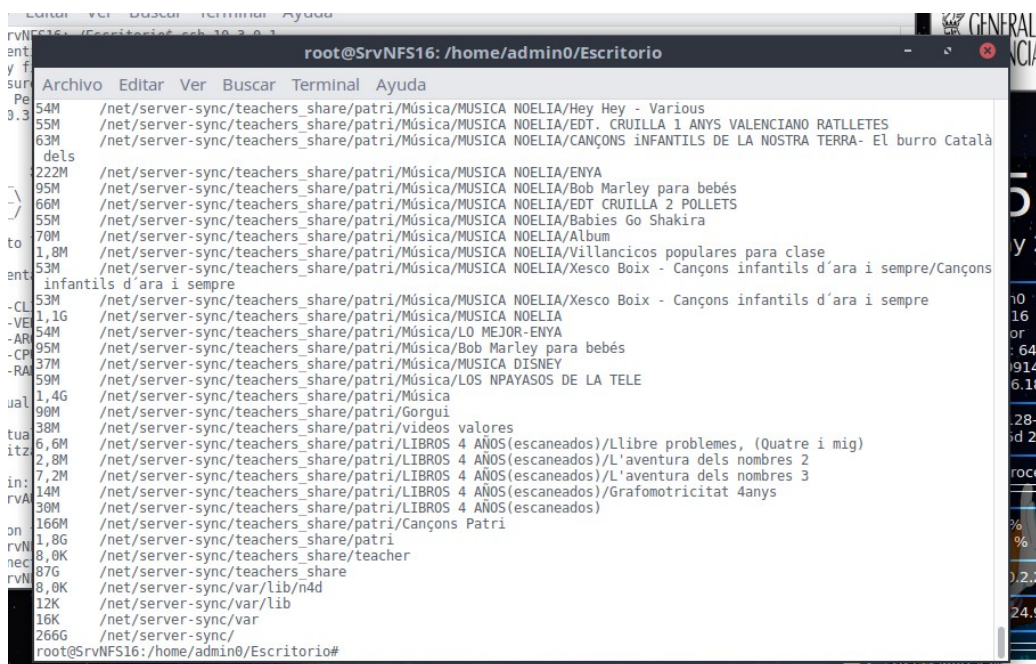 root@SrvNFS16: /home/admin0/Escritorio
Archivo Editar Ver Buscar Terminal Ayuda
54M /net/server-sync/teachers_share/patri/Música/MUSICA NOELIA/Hey Hey - Various
55M /net/server-sync/teachers_share/patri/Música/MUSICA NOELIA/EDT. CRUILLA 1 ANYS VALENCIANO RATLLETES
63M /net/server-sync/teachers_share/patri/Música/MUSICA NOELIA/CANÇONS iNFANTILS DE LA NOSTRA TERRA- El burro Català
dels
222M /net/server-sync/teachers_share/patri/Música/MUSICA NOELIA/ENYA
95M /net/server-sync/teachers_share/patri/Música/MUSICA NOELIA/Bob Marley para bebés
66M /net/server-sync/teachers_share/patri/Música/MUSICA NOELIA/EDT CRUILLA 2 POLLETS
55M /net/server-sync/teachers_share/patri/Música/MUSICA NOELIA/Babies Go Shakira
70M /net/server-sync/teachers_share/patri/Música/MUSICA NOELIA/Album
1,8M /net/server-sync/teachers_share/patri/Música/MUSICA NOELIA/Villancicos populares para clase
53M /net/server-sync/teachers_share/patri/Música/MUSICA NOELIA/Xesco Boix - Cançons infantils d´ara i sempre/Cançons
infantils d´ara i sempre
53M /net/server-sync/teachers_share/patri/Música/MUSICA NOELIA/Xesco Boix - Cançons infantils d´ara i sempre
1,1G /net/server-sync/teachers_share/patri/Música/MUSICA NOELIA
54M /net/server-sync/teachers_share/patri/Música/LO MEJOR-ENYA
95M /net/server-sync/teachers_share/patri/Música/Bob Marley para bebés
37M /net/server-sync/teachers_share/patri/Música/MUSICA DISNEY
59M /net/server-sync/teachers_share/patri/Música/LOS NPAYASOS DE LA TELE
1,4G /net/server-sync/teachers_share/patri/Música
90M /net/server-sync/teachers_share/patri/Gorgui
38M /net/server-sync/teachers_share/patri/videos valores
6,6M /net/server-sync/teachers_share/patri/LIBROS 4 AÑOS(escaneados)/Llibre problemes, (Quatre i mig)
2,8M /net/server-sync/teachers_share/patri/LIBROS 4 AÑOS(escaneados)/L'aventura dels nombres 2
7,2M /net/server-sync/teachers_share/patri/LIBROS 4 AÑOS(escaneados)/L'aventura dels nombres 3
14M /net/server-sync/teachers_share/patri/LIBROS 4 AÑOS(escaneados)/Grafomotricitat 4anys
30M /net/server-sync/teachers_share/patri/LIBROS 4 AÑOS(escaneados)
166M /net/server-sync/teachers_share/patri/Cançons Patri
1,8G /net/server-sync/teachers_share/patri
8,0K /net/server-sync/teachers_share/teacher
87G /net/server-sync/teachers_share
8,0K /net/server-sync/var/lib/n4d
12K /net/server-sync/var/lib
16K /net/server-sync/var
266G /net/server-sync/
root@SrvNFS16:/home/admin0/Escritorio#